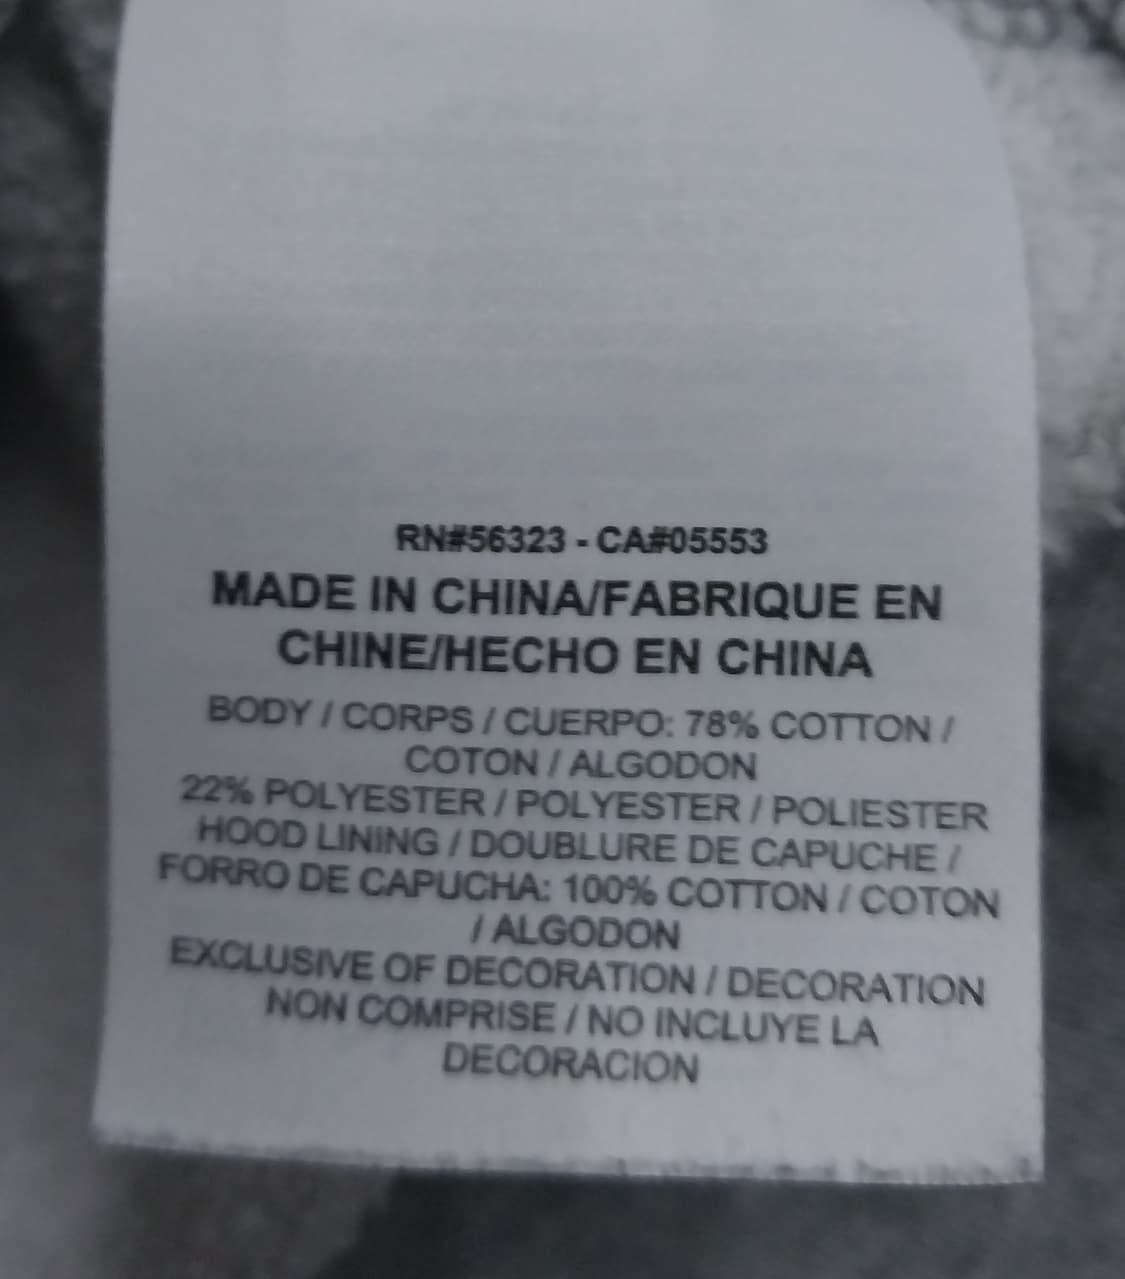 RN#56323 - CA#05553
MADE IN CHINA/FABRIQUE EN
CHINE/HECHO EN CHINA
BODY / CORPS / CUERPO: 78% COTTON /
COTON / ALGODON
22% POLYESTER / POLYESTER / POLIESTER
HOOD LINING / DOUBLURE DE CAPUCHE /
FORRO DE CAPUCHA: 100% COTTON / COTON
/ ALGODON
EXCLUSIVE OF DECORATION / DECORATION
NON COMPRISE / NO INCLUYE LA
DECORACION